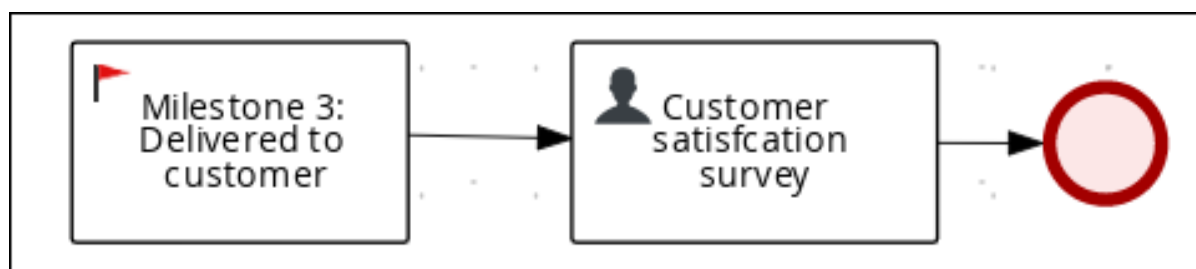 Milestone 3:
Delivered to
customer
Customer
satisfcation
survey